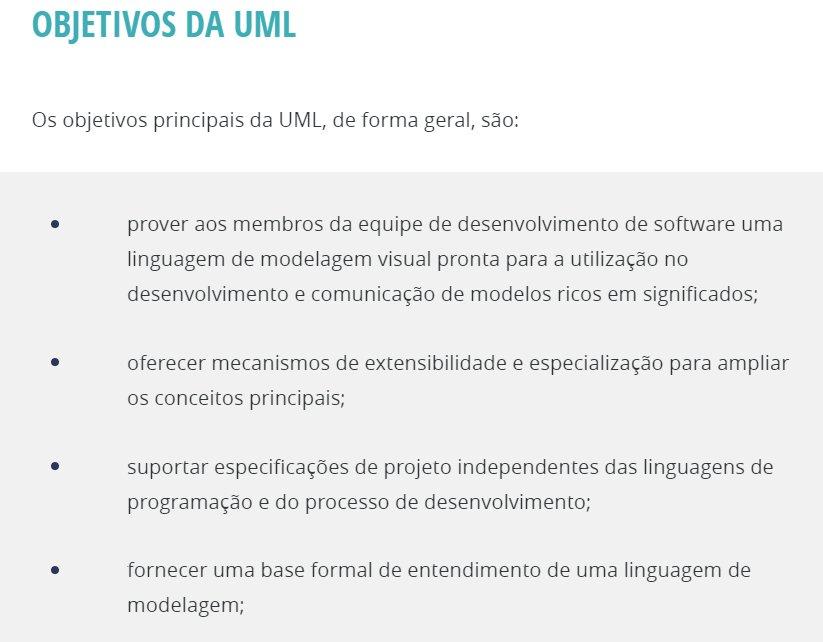 OBJETIVOS DA UML
Os objetivos principais da UML, de forma geral, são:
prover aos membros da equipe de desenvolvimento de software uma
linguagem de modelagem visual pronta para a utilização no
desenvolvimento e comunicação de modelos ricos em significados;
oferecer mecanismos de extensibilidade e especialização para ampliar
os conceitos principais;
suportar especificações de projeto independentes das linguagens de
programação e do processo de desenvolvimento;
fornecer uma base formal de entendimento de uma linguagem de
modelagem;